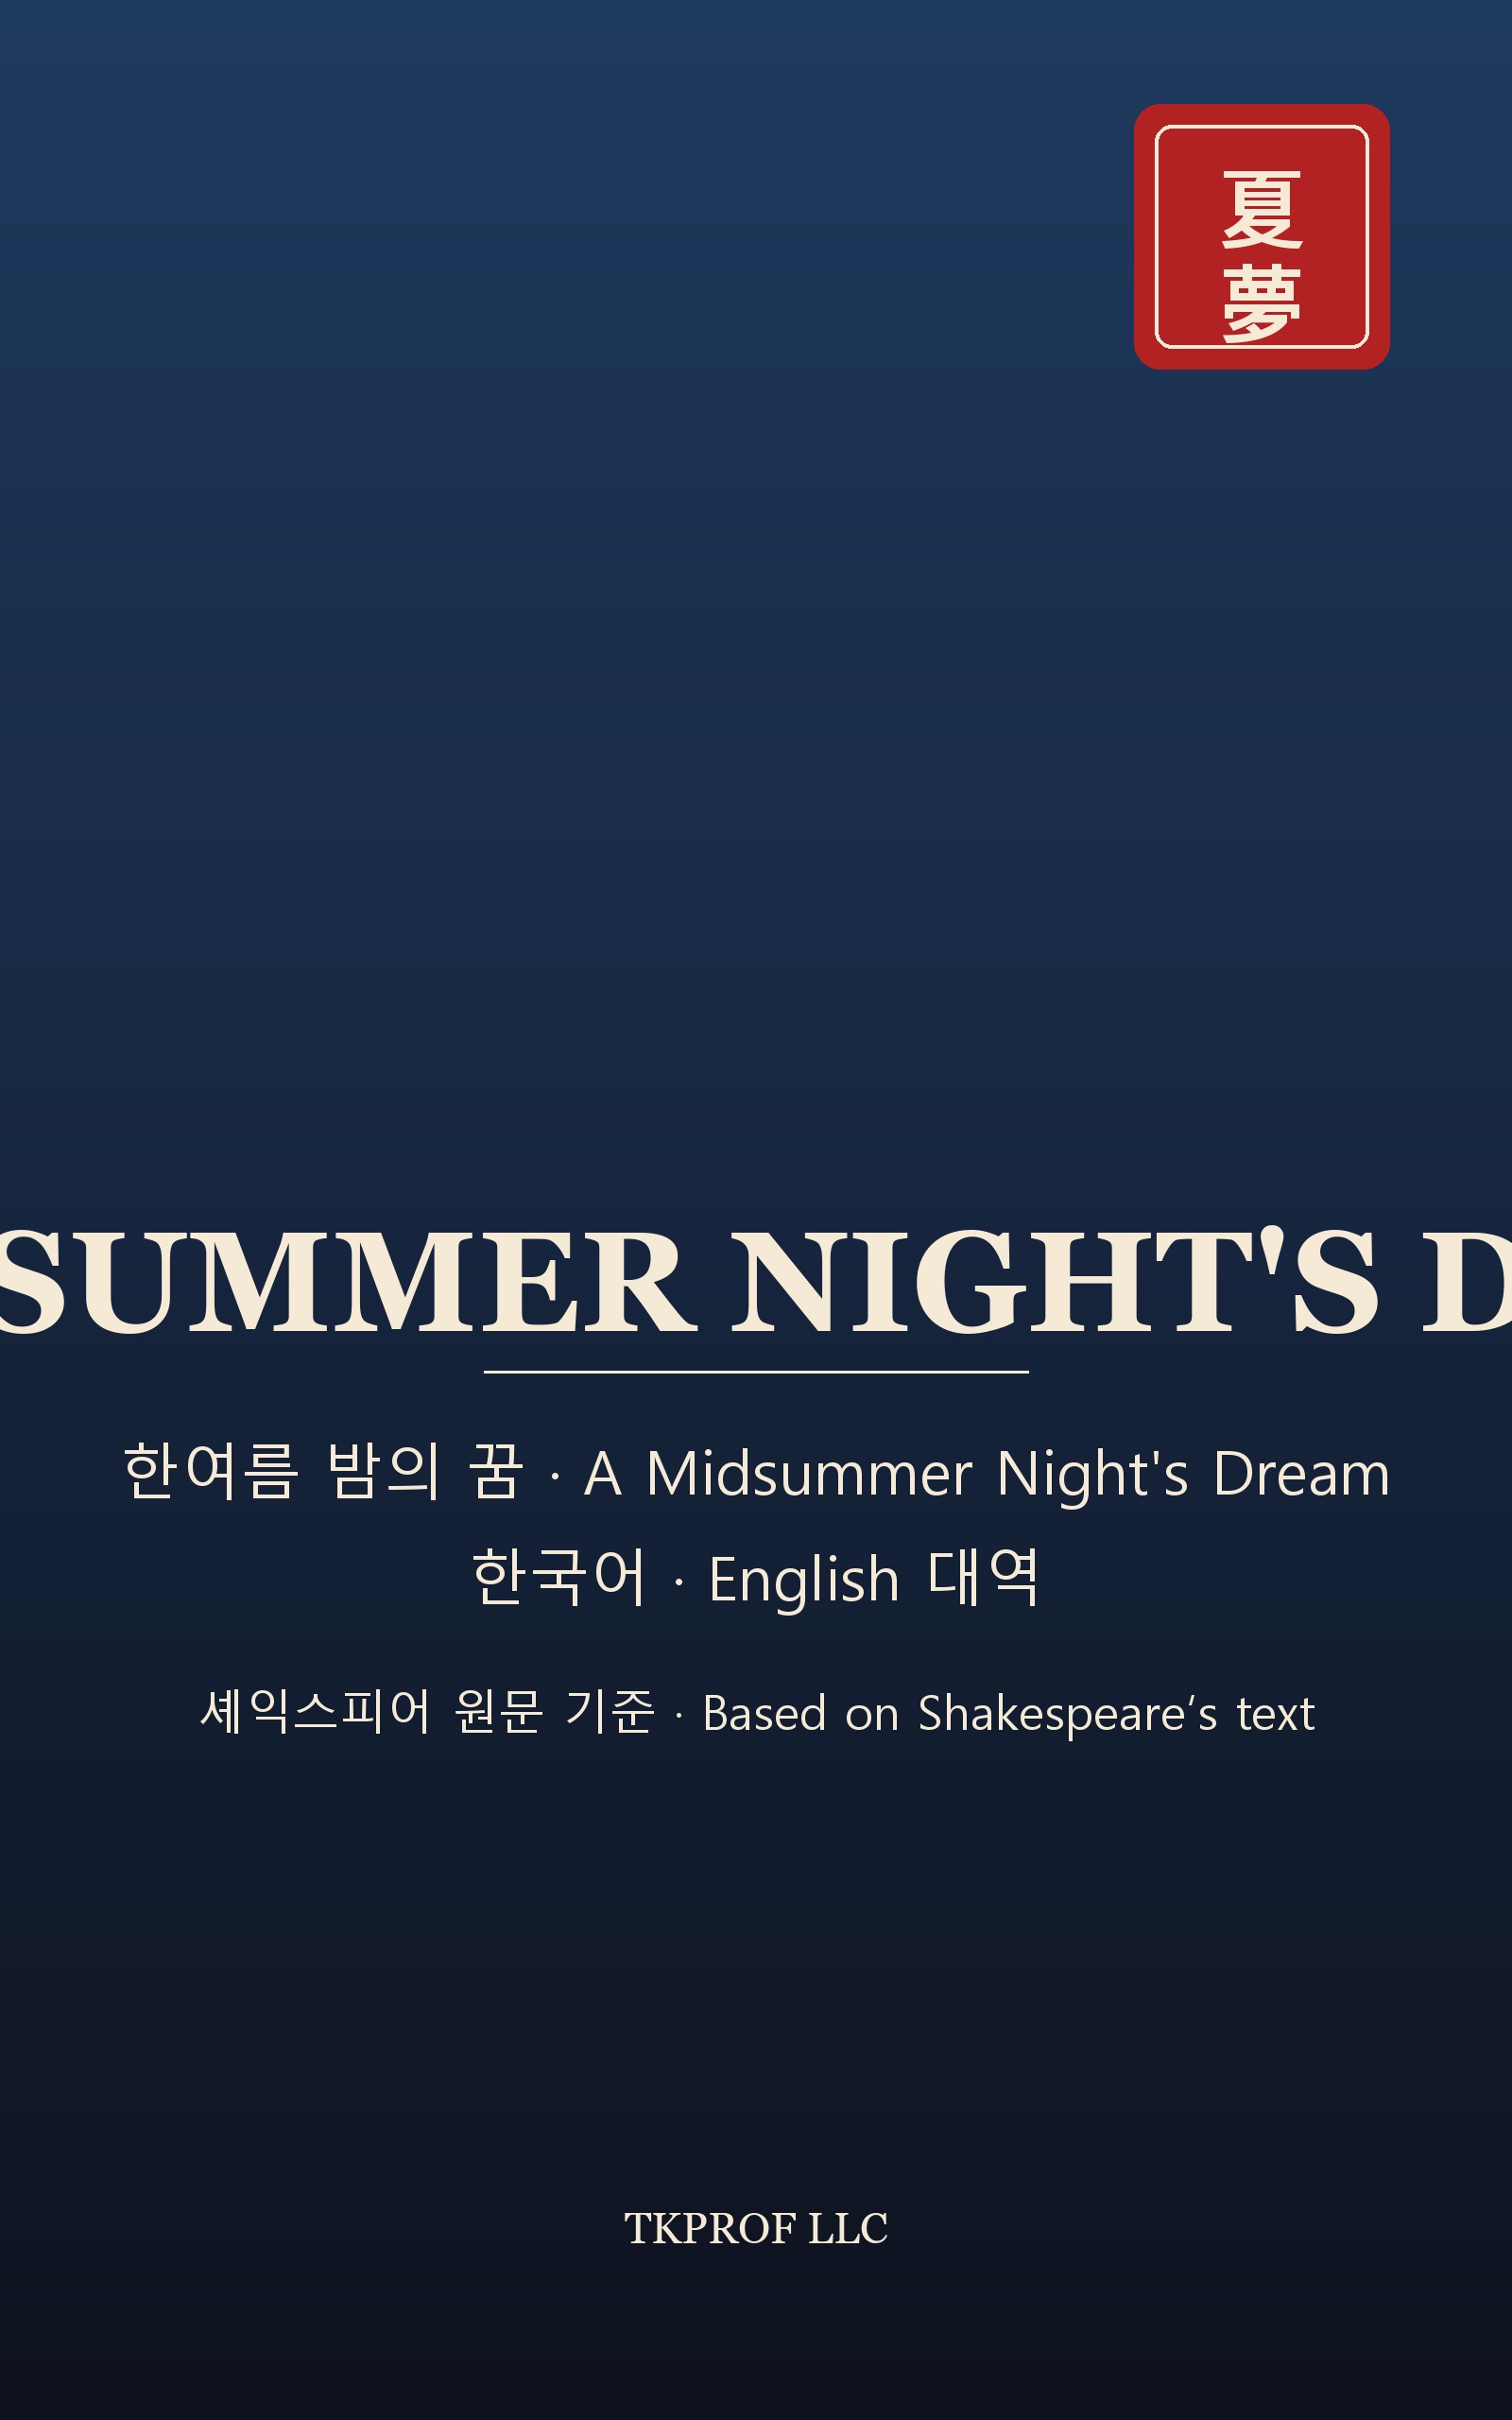 夏
夢
SUMMER NIGHT'S D
한여름 밤의 꿈 · A Midsummer Night's Dream
한국어 · English 대역
셰익스피어 원문 기준 · Based on Shakespeare’s text
TKPROF LLC